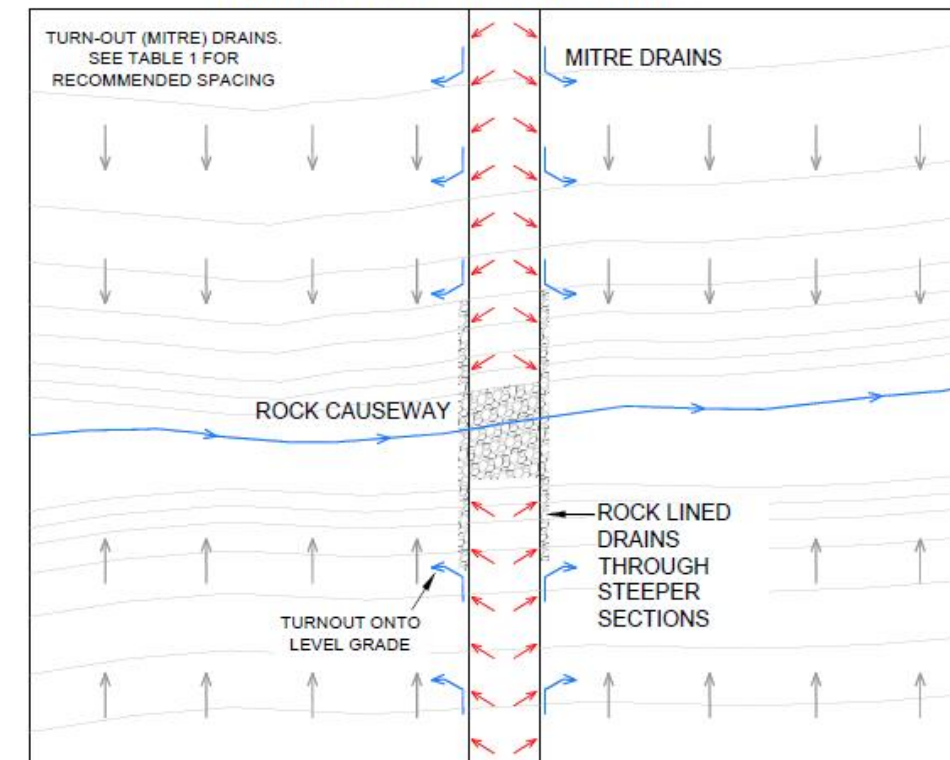 TURN-OUT (MITRE) DRAINS.
SEE TABLE 1 FOR
RECOMMENDED SPACING
MITRE DRAINS
ROCK CAUSEWAY
ROCK LINED
DRAINS
THROUGH
STEEPER
SECTIONS
TURNOUT ONTO
LEVEL GRADE